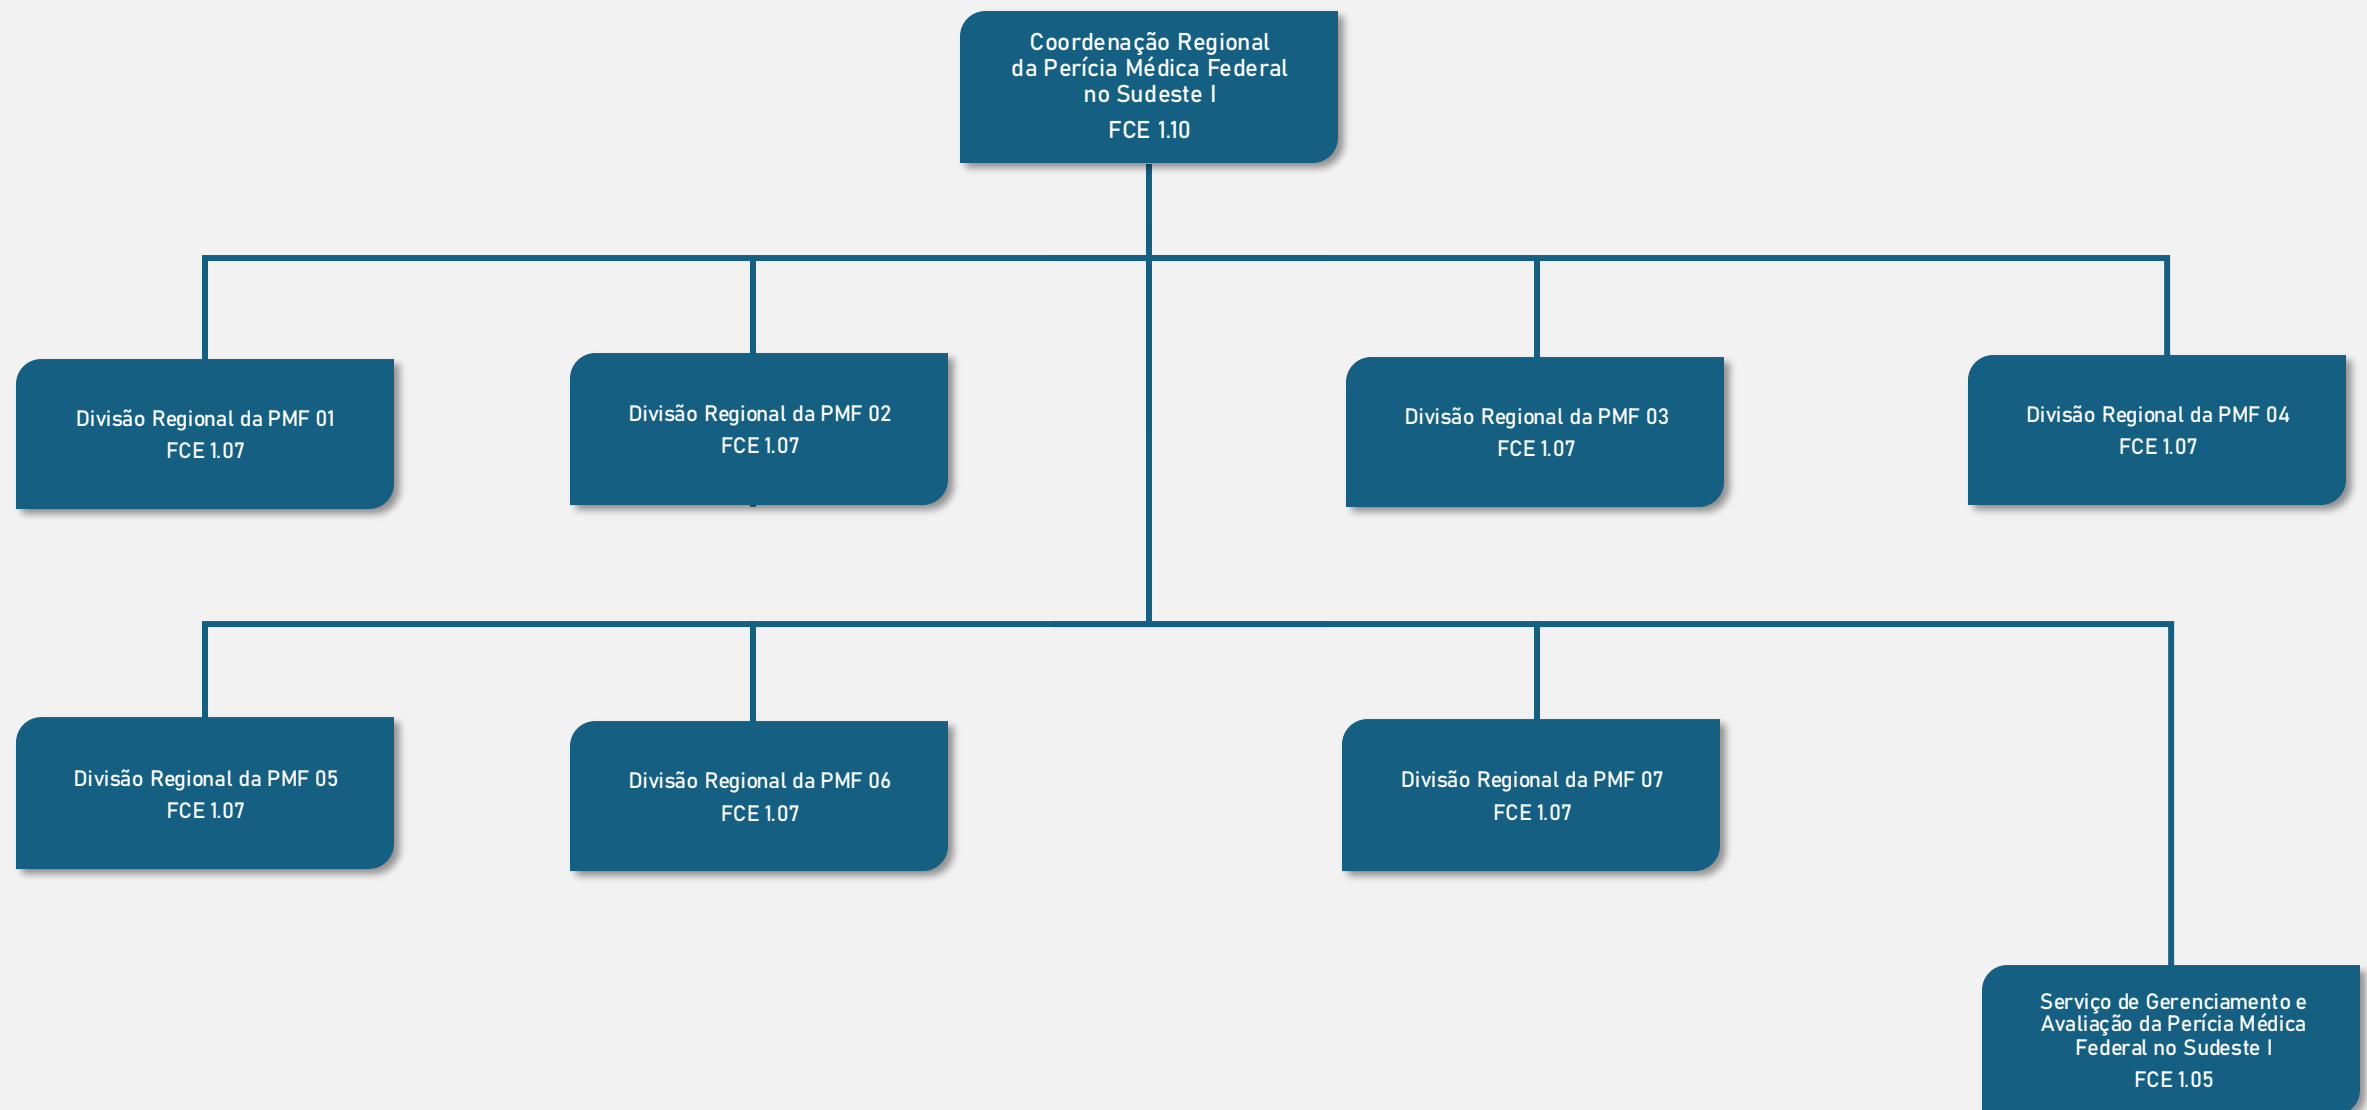 Coordenação Regional
da Perícia Médica Federal
no Sudeste I
FCE 1.10
Divisão Regional da PMF 01
FCE 1.07
Divisão Regional da PMF 02
FCE 1.07
Divisão Regional da PMF 03
FCE 1.07
Divisão Regional da PMF 04
FCE 1.07
Divisão Regional da PMF 05
FCE 1.07
Divisão Regional da PMF 06
FCE 1.07
Divisão Regional da PMF 07
FCE 1.07
Serviço de Gerenciamento e
Avaliação da Perícia Médica
Federal no Sudeste I
FCE 1.05